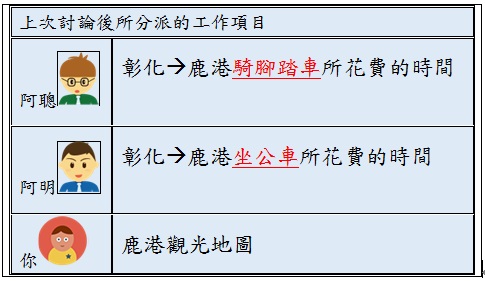 上次討論後所分派的工作項目
阿聰
彰化→鹿港騎腳踏車所花費的時間
阿明
彰化→鹿港坐公車所花費的時間
你
鹿港觀光地圖